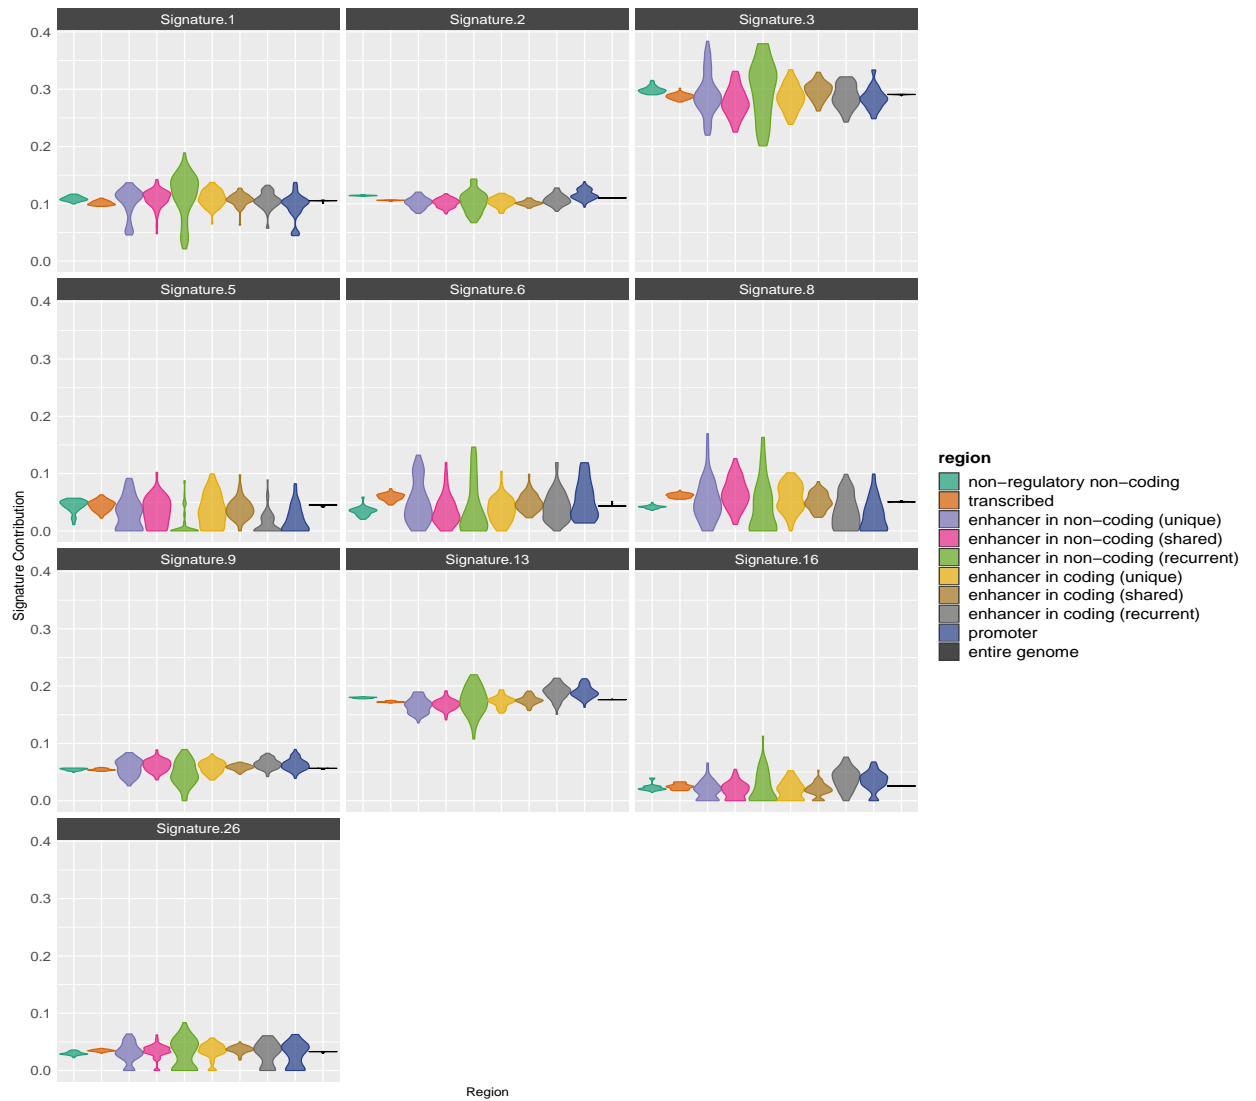 Signature.1
Signature.2
Signature.3
0.4
0.3
0.2
0.1
0.0
Signature.5
Signature.6
Signature.8
0.4
0.3
0.2
0.1
0.0
Signature.9
Signature.13
Signature.16
0.4
0.3
0.2
0.1
0.0
Signature.26
0.4
0.3
0.2
0.1
0.0
Signature Contribution
Region
region
non−regulatory non−coding
transcribed
enhancer in non−coding (unique)
enhancer in non−coding (shared)
enhancer in non−coding (recurrent)
enhancer in coding (unique)
enhancer in coding (shared)
enhancer in coding (recurrent)
promoter
entire genome